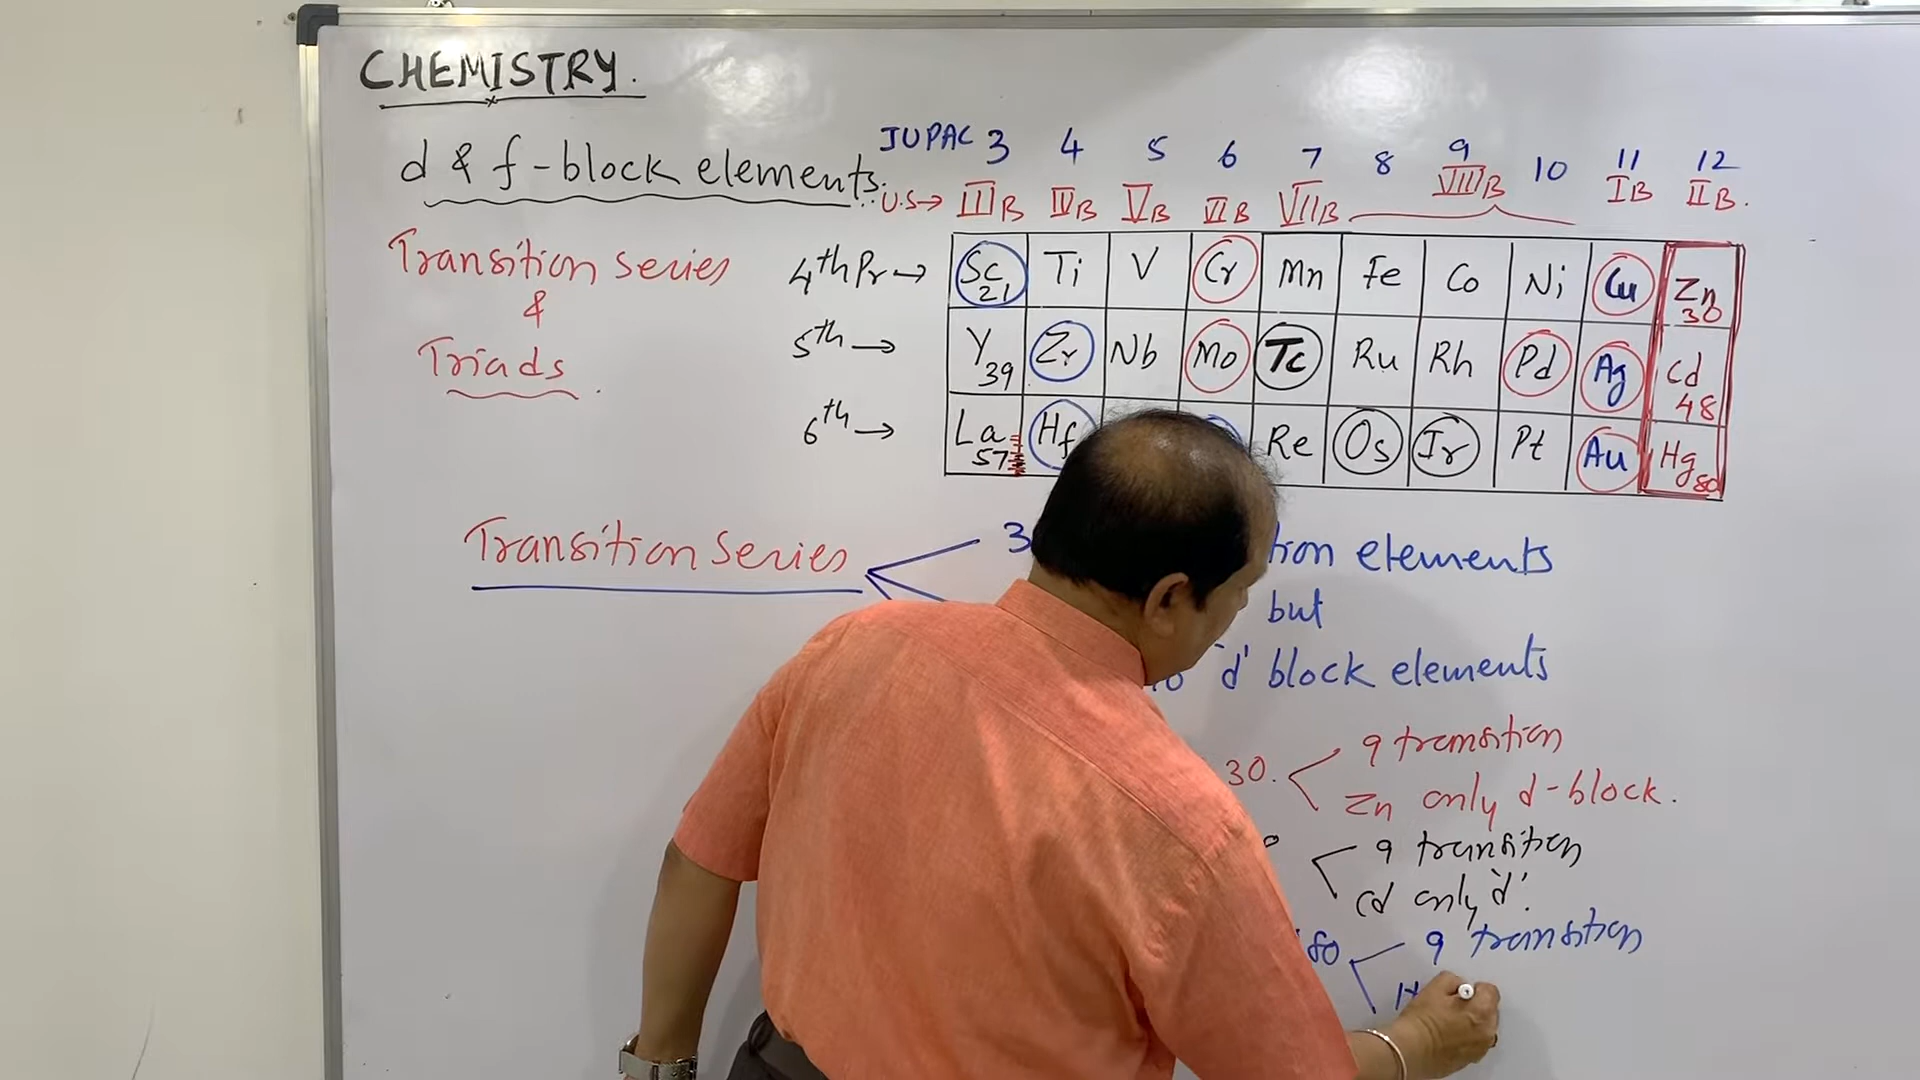 CHEMISTRY.
d & f-block elements.
JUPAC 3 4 5 6 7 8 9 10 11 12
U.S→ IIIB IVB VB VIB VIIB VIIIB IB IIB.
Transition series
&
Triads.
4th Pr → Sc 21 Ti V Cr Mn Fe Co Ni Cu Zn 30
5th → Y 39 Zr Nb Mo Tc Ru Rh Pd Ag Cd 48
6th → La 57 Hf Re Os Ir Pt Au Hg 80
Transition Series
3 elements
but
'd' block elements
30. 9 transition
Zn only d-block.
9 transition
Cd only 'd'.
80 9 transition